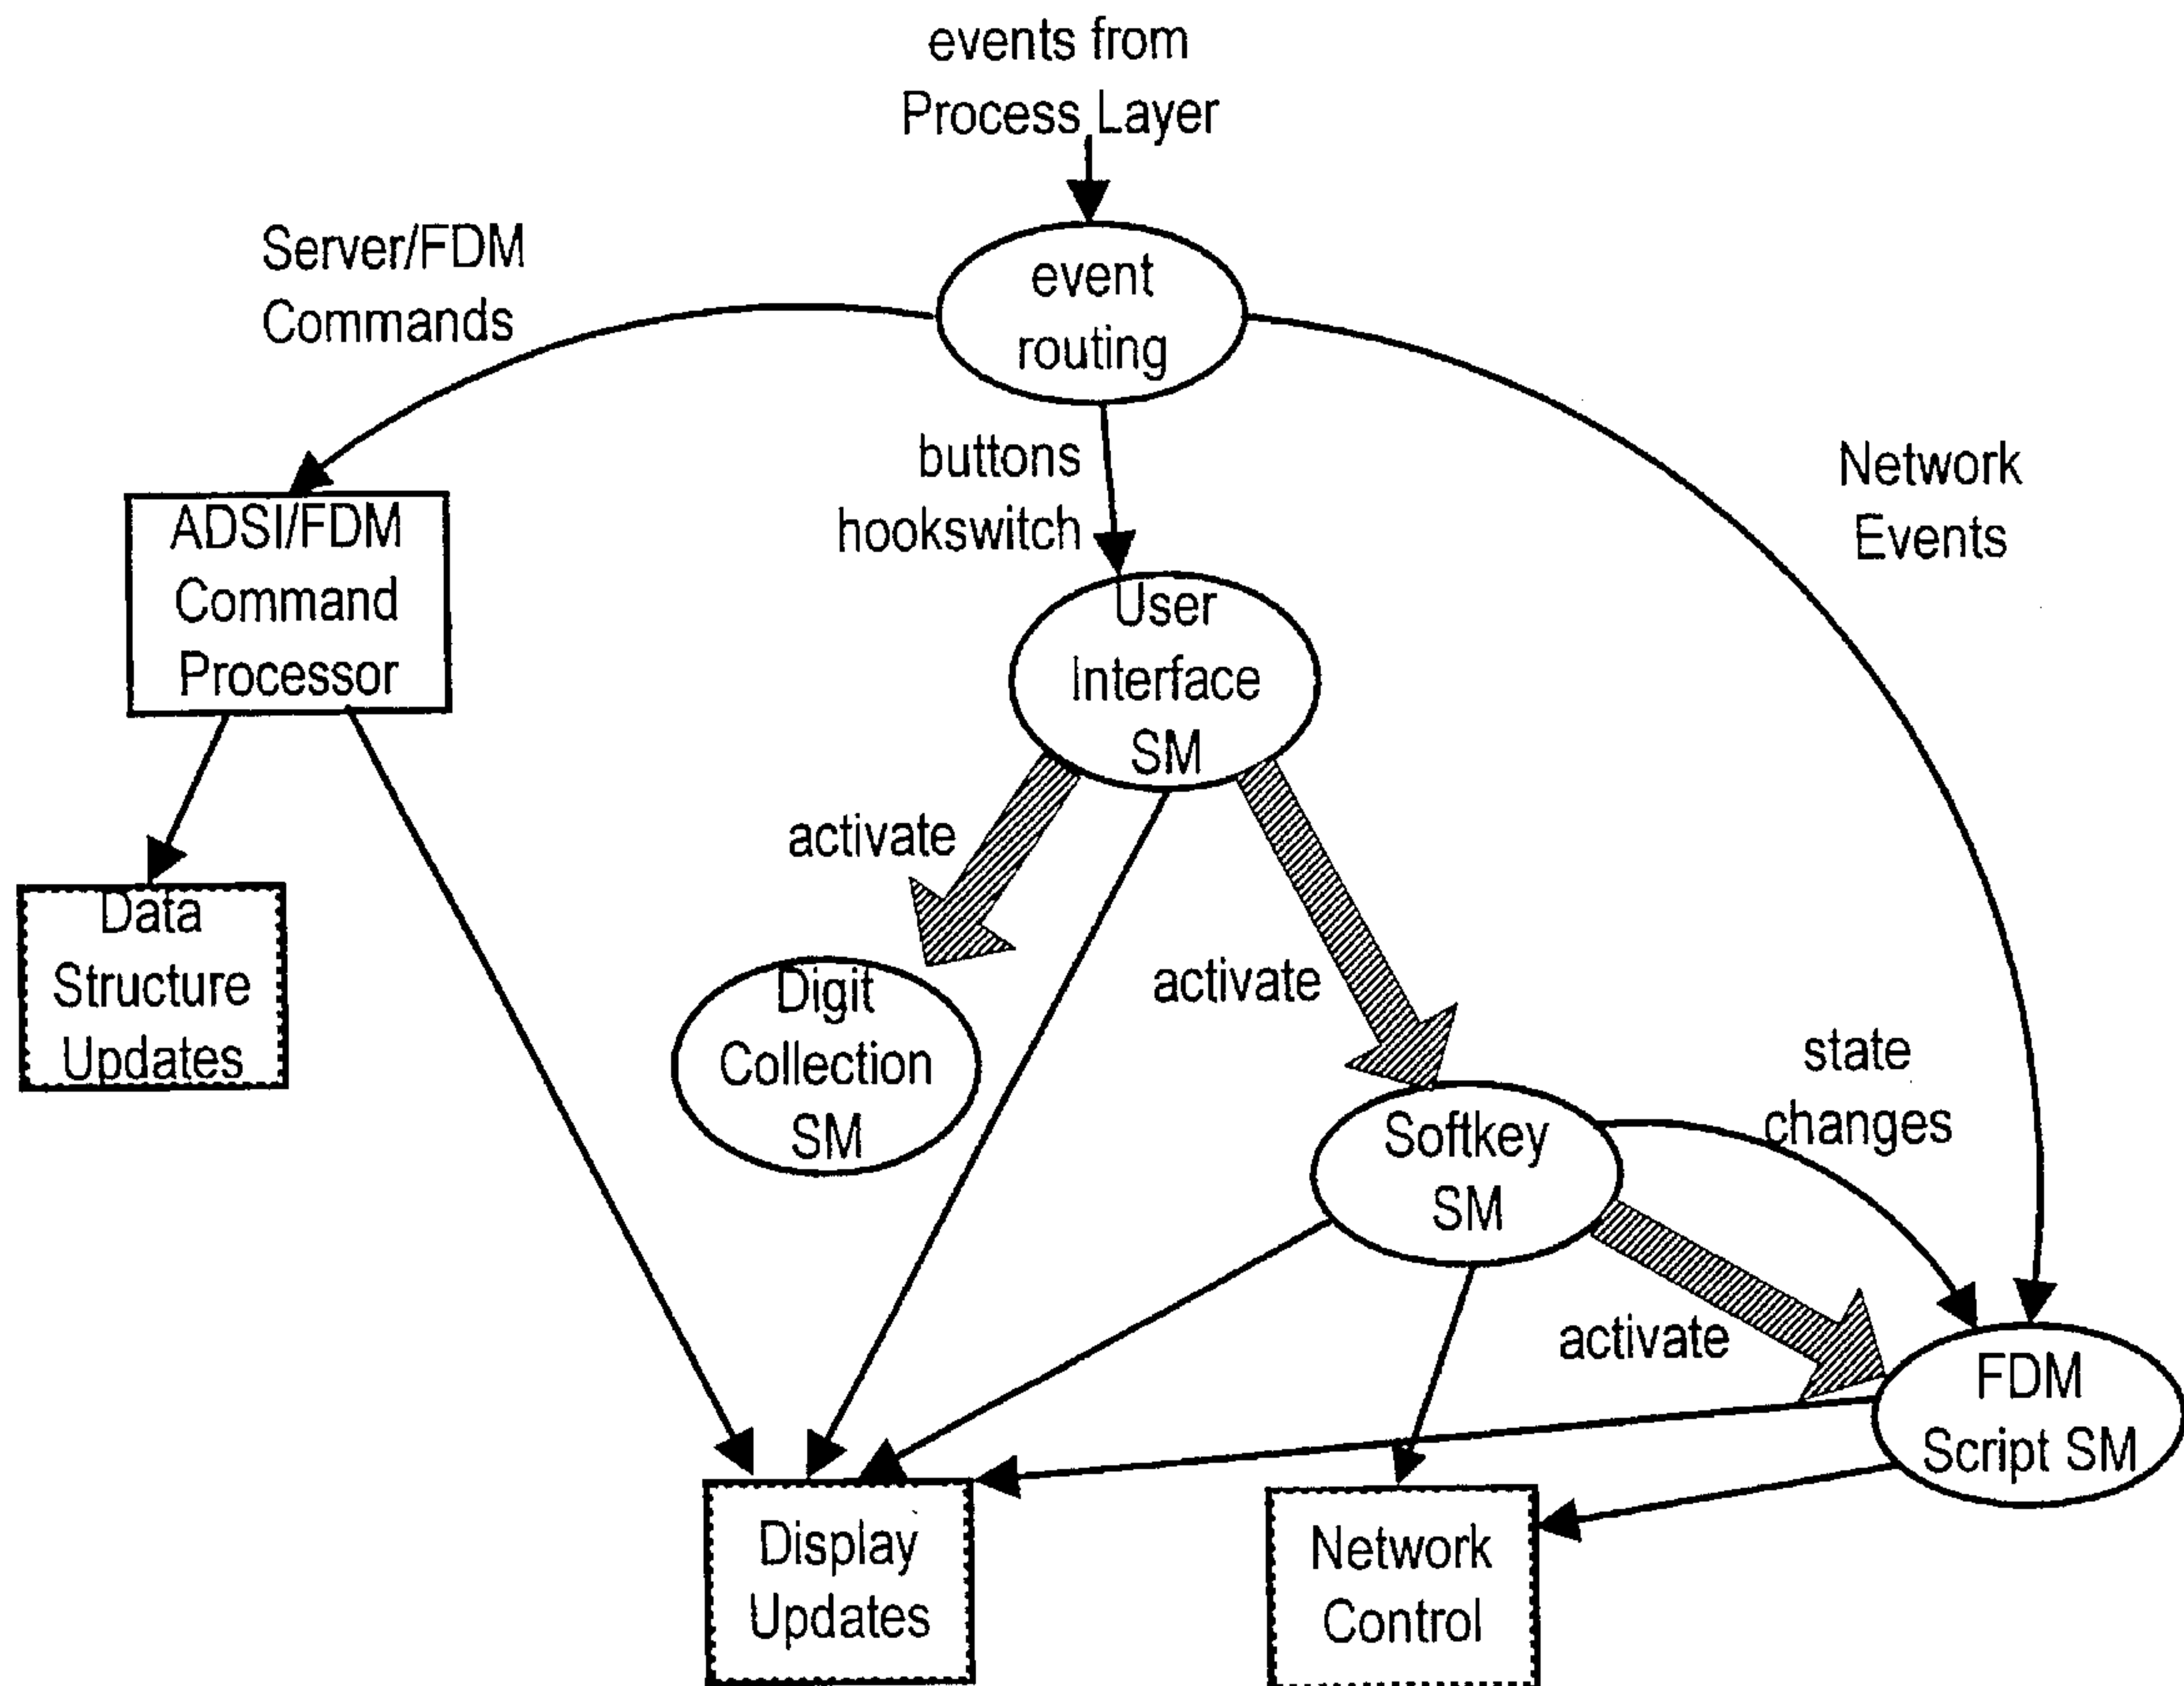 events from
Process Layer
Server/FDM
Commands
event
routing
buttons
hookswitch
Network
Events
ADSI/FDM
Command
Processor
User
Interface
SM
activate
Data
Structure
Updates
Digit
Collection
SM
activate
state
changes
Softkey
SM
activate
FDM
Script SM
Display
Updates
Network
Control